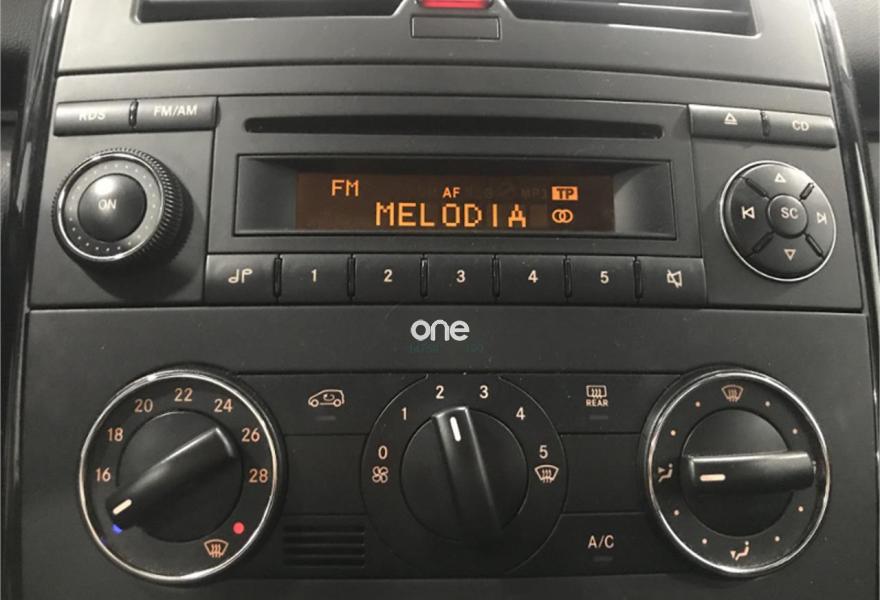 RDS FM/AM CD
ON
FM
AF MP3 TP
MELODIA
SC
1 2 3 4 5
one
16 18 20 22 24 26 28
0 1 2 3 4 5
REAR
A/C